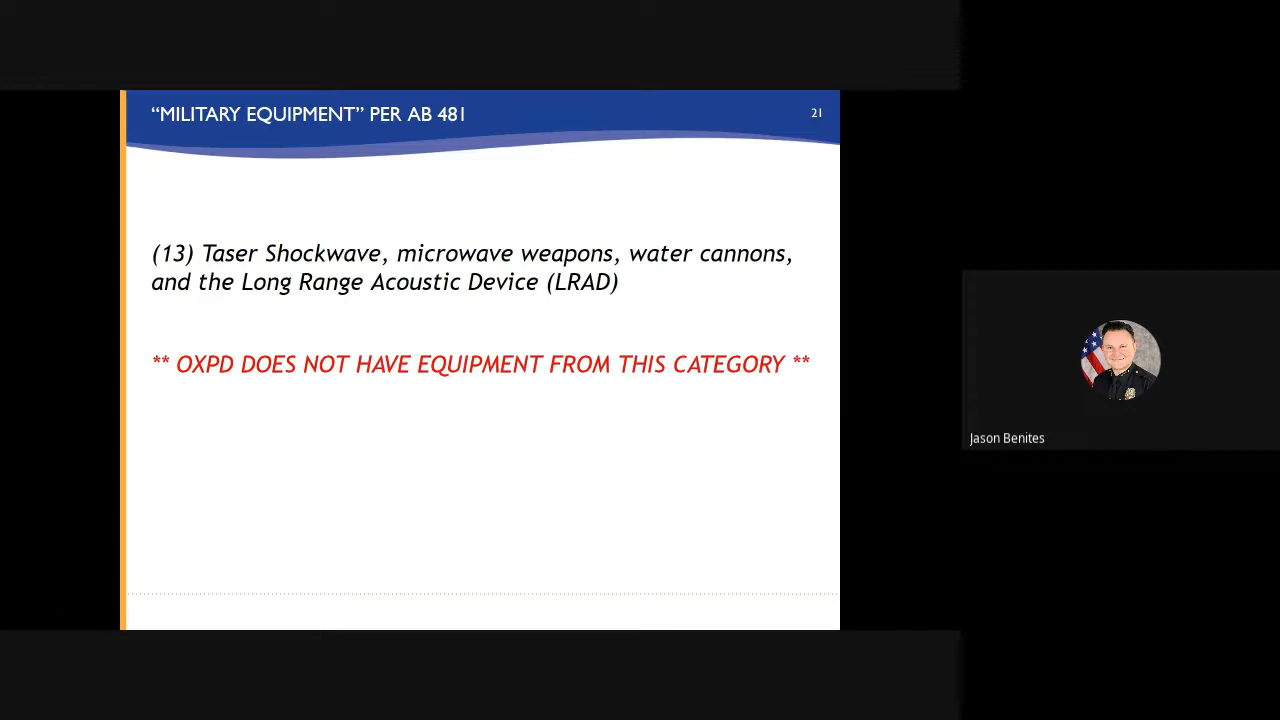 “MILITARY EQUIPMENT” PER AB 481
21
(13) Taser Shockwave, microwave weapons, water cannons,
and the Long Range Acoustic Device (LRAD)
** OXPD DOES NOT HAVE EQUIPMENT FROM THIS CATEGORY **
Jason Benites